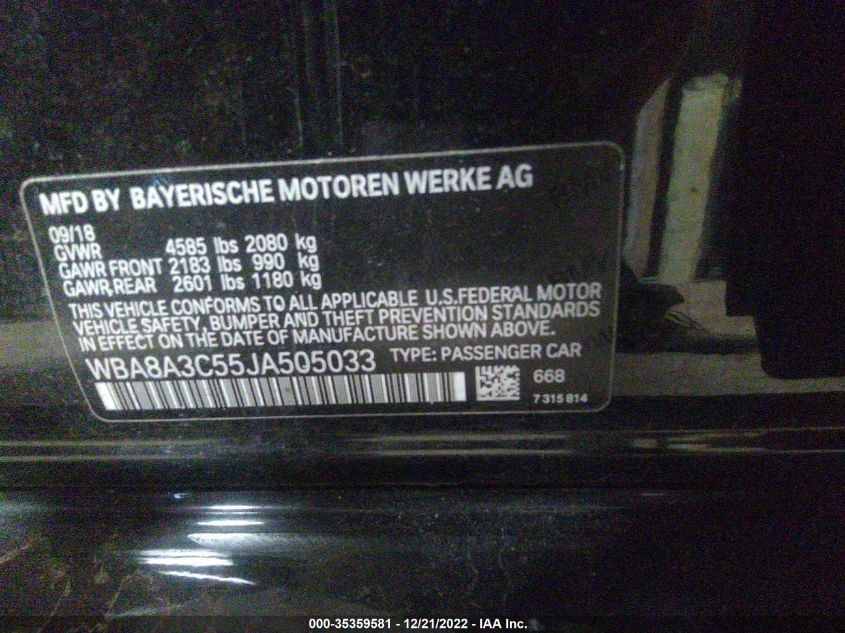 MFD BY BAYERISCHE MOTOREN WERKE AG
09/18
GVWR 4585 lbs 2080 kg
GAWR FRONT 2183 lbs 990 kg
GAWR,REAR 2601 lbs 1180 kg
THIS VEHICLE CONFORMS TO ALL APPLICABLE U.S.FEDERAL MOTOR
VEHICLE SAFETY, BUMPER AND THEFT PREVENTION STANDARDS
IN EFFECT ON THE DATE OF MANUFACTURE SHOWN ABOVE.
WBA8A3C55JA505033 TYPE: PASSENGER CAR
668
7 315 814
000-35359581 - 12/21/2022 - IAA Inc.